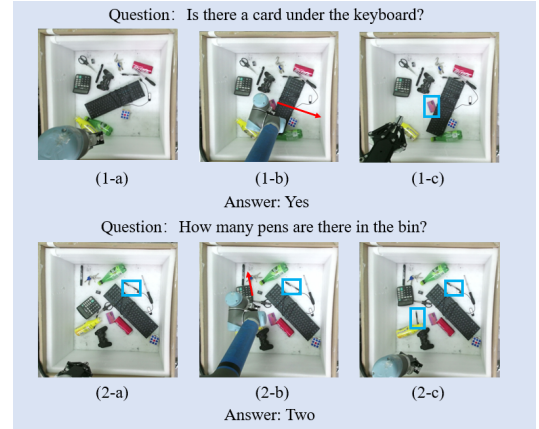 Question： Is there a card under the keyboard?
(1-a) (1-b) (1-c)
Answer: Yes
Question： How many pens are there in the bin?
(2-a) (2-b) (2-c)
Answer: Two